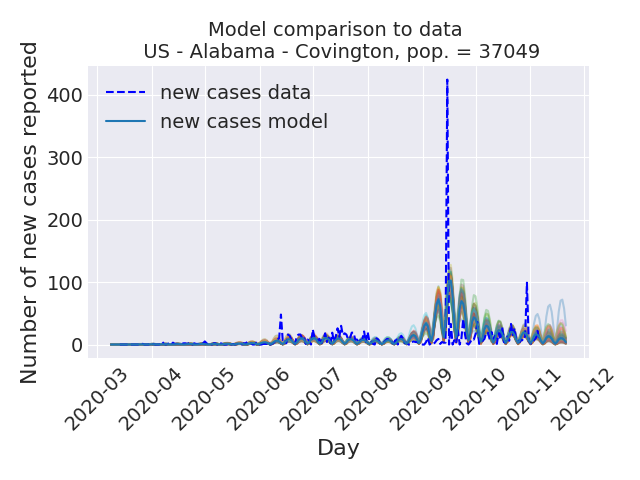 Model comparison to data
US - Alabama - Covington, pop. = 37049
Number of new cases reported
400
300
200
100
0
new cases data
new cases model
2020-03
2020-04
2020-05
2020-06
2020-07
2020-08
2020-09
2020-10
2020-11
2020-12
Day